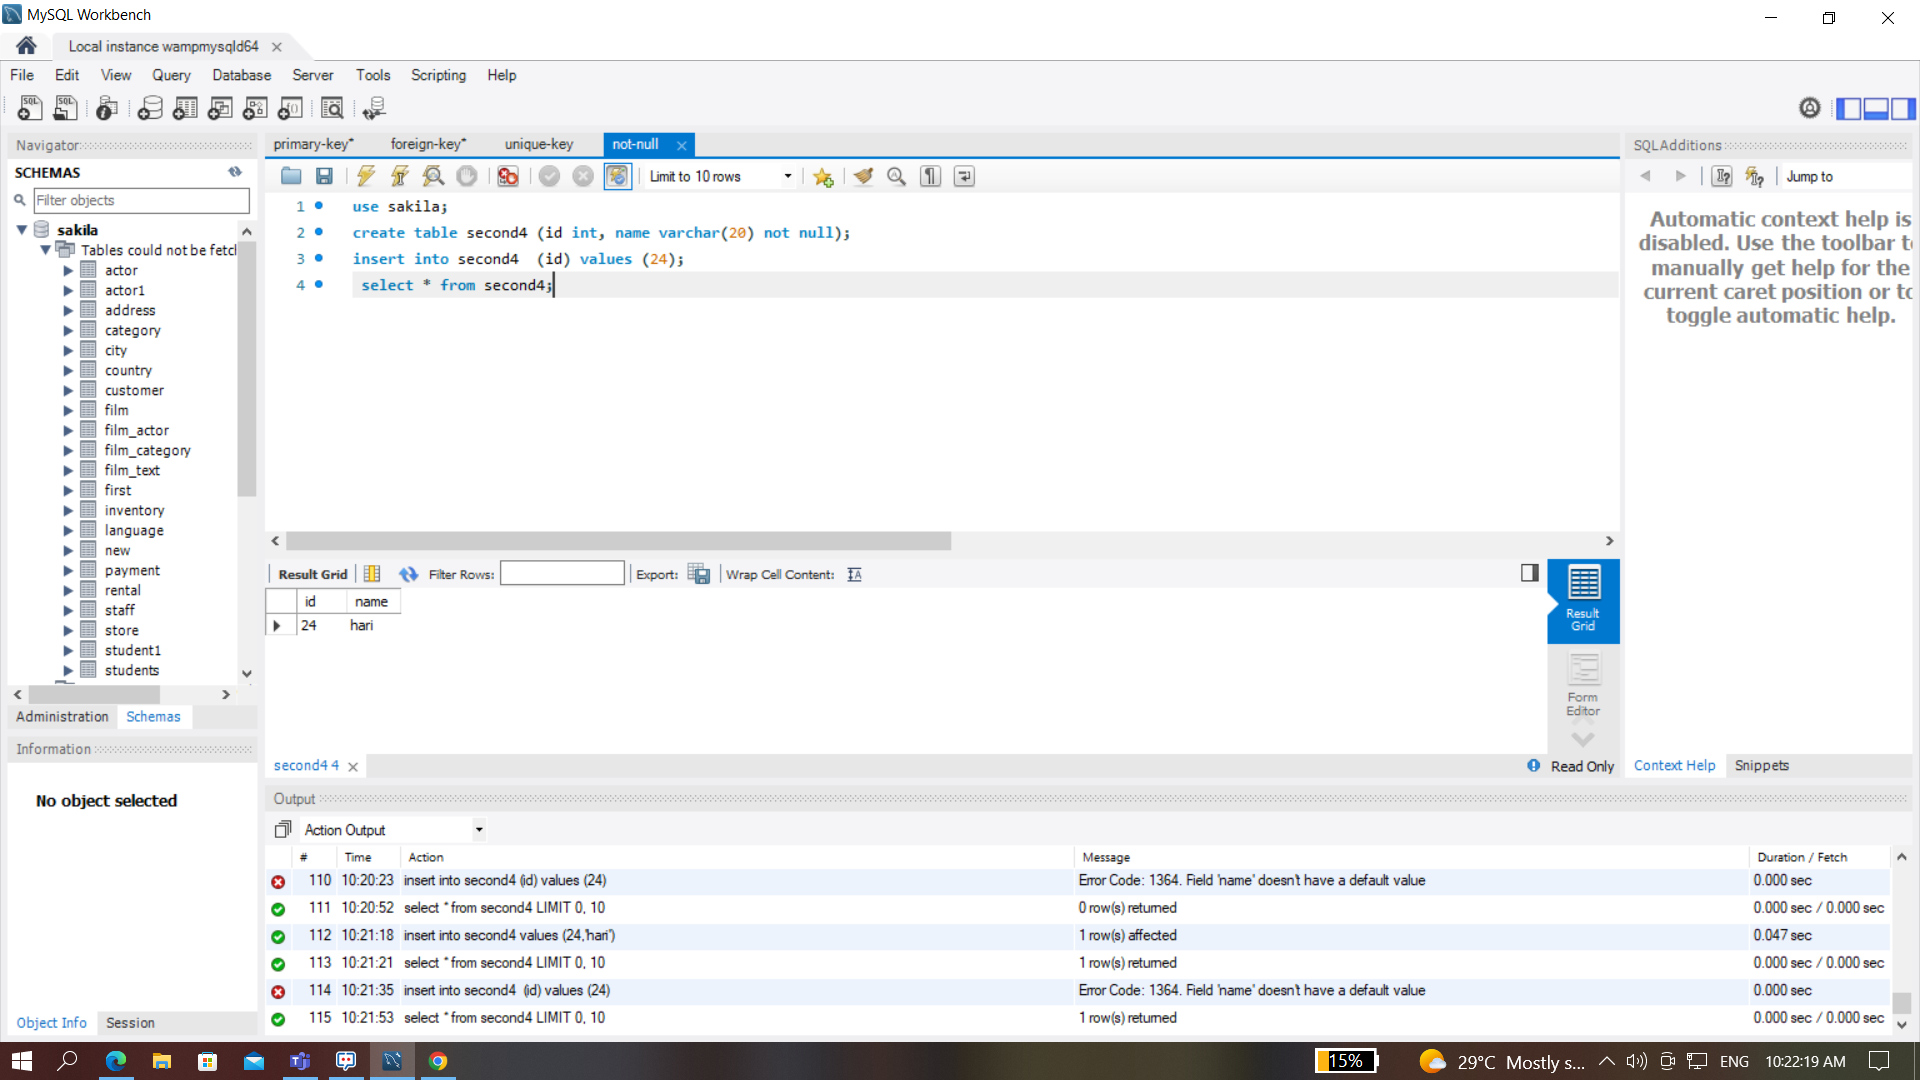 MySQL Workbench
Local instance wampmysqld64
File Edit View Query Database Server Tools Scripting Help
Navigator
SCHEMAS
Filter objects
sakila
Tables could not be fetcl
actor
actor1
address
category
city
country
customer
film
film_actor
film_category
film_text
first
inventory
language
new
payment
rental
staff
store
student1
students
Administration Schemas
Information
No object selected
Object Info Session
primary-key* foreign-key* unique-key not-null
Limit to 10 rows
1 use sakila;
2 create table second4 (id int, name varchar(20) not null);
3 insert into second4  (id) values (24);
4 select * from second4;
Result Grid Filter Rows: Export: Wrap Cell Content:
id name
24 hari
Result
Grid
Form
Editor
second4 4
Read Only
SQLAdditions
Jump to
Automatic context help is
disabled. Use the toolbar to
manually get help for the
current caret position or to
toggle automatic help.
Context Help Snippets
Output
Action Output
# Time Action Message Duration / Fetch
110 10:20:23 insert into second4 (id) values (24) Error Code: 1364. Field 'name' doesn't have a default value 0.000 sec
111 10:20:52 select * from second4 LIMIT 0, 10 0 row(s) returned 0.000 sec / 0.000 sec
112 10:21:18 insert into second4 values (24,'hari') 1 row(s) affected 0.047 sec
113 10:21:21 select * from second4 LIMIT 0, 10 1 row(s) returned 0.000 sec / 0.000 sec
114 10:21:35 insert into second4  (id) values (24) Error Code: 1364. Field 'name' doesn't have a default value 0.000 sec
115 10:21:53 select * from second4 LIMIT 0, 10 1 row(s) returned 0.000 sec / 0.000 sec
15% 29°C Mostly s... ENG 10:22:19 AM